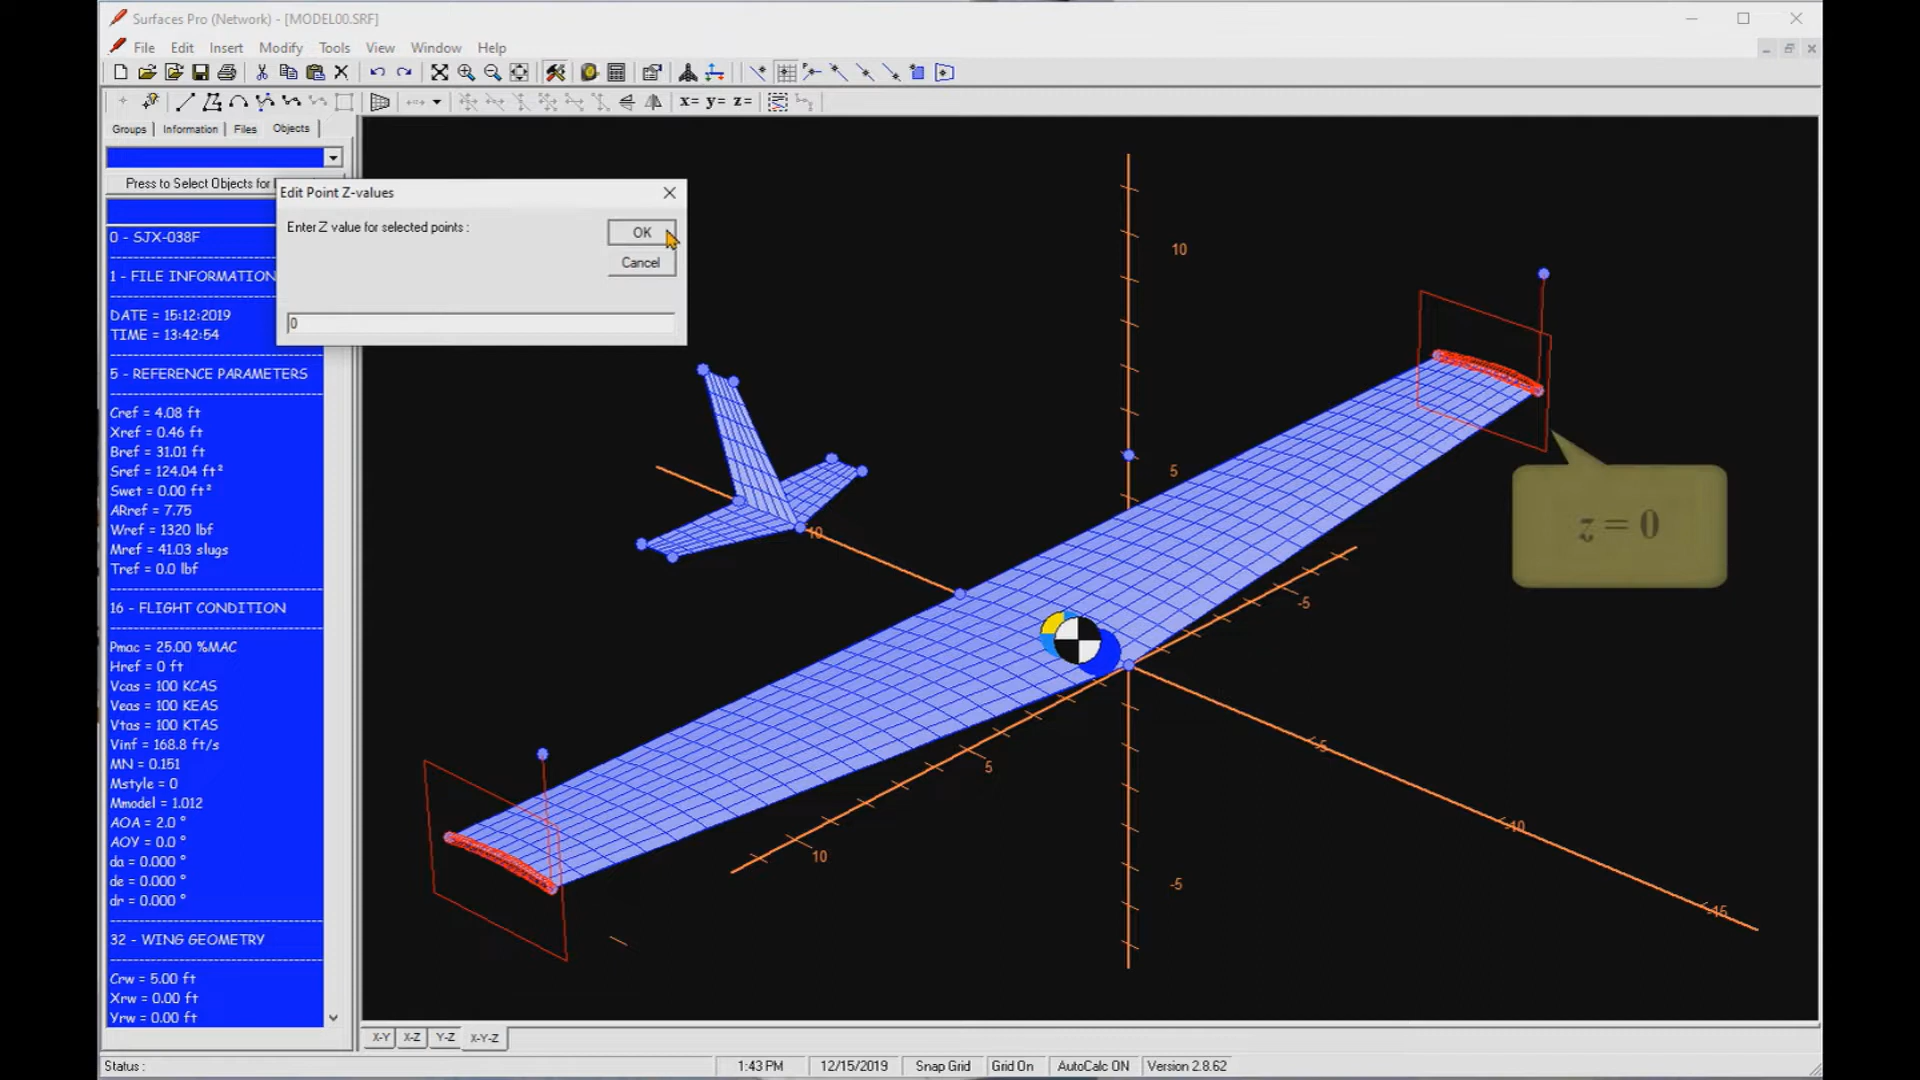 Surfaces Pro (Network) - [MODEL00.SRF]
File Edit Insert Modify Tools View Window Help
x= y= z=
Groups Information Files Objects
Press to Select Objects for
Edit Point Z-values
Enter Z value for selected points :
OK
Cancel
0
0 - SJX-038F
1 - FILE INFORMATION
DATE = 15:12:2019
TIME = 13:42:54
5 - REFERENCE PARAMETERS
Cref = 4.08 ft
Xref = 0.46 ft
Bref = 31.01 ft
Sref = 124.04 ft²
Swet = 0.00 ft²
ARref = 7.75
Wref = 1320 lbf
Mref = 41.03 slugs
Tref = 0.0 lbf
16 - FLIGHT CONDITION
Pmac = 25.00 %MAC
Href = 0 ft
Vcas = 100 KCAS
Veas = 100 KEAS
Vtas = 100 KTAS
Vinf = 168.8 ft/s
MN = 0.151
Mstyle = 0
Mmodel = 1.012
AOA = 2.0 °
AOY = 0.0 °
da = 0.000 °
de = 0.000 °
dr = 0.000 °
32 - WING GEOMETRY
Crw = 5.00 ft
Xrw = 0.00 ft
Yrw = 0.00 ft
10
5
z = 0
10
-5
-5
5
10
-10
-5
-15
X-Y X-Z Y-Z X-Y-Z
Status : 1:43 PM 12/15/2019 Snap Grid Grid On AutoCalc ON Version 2.8.62